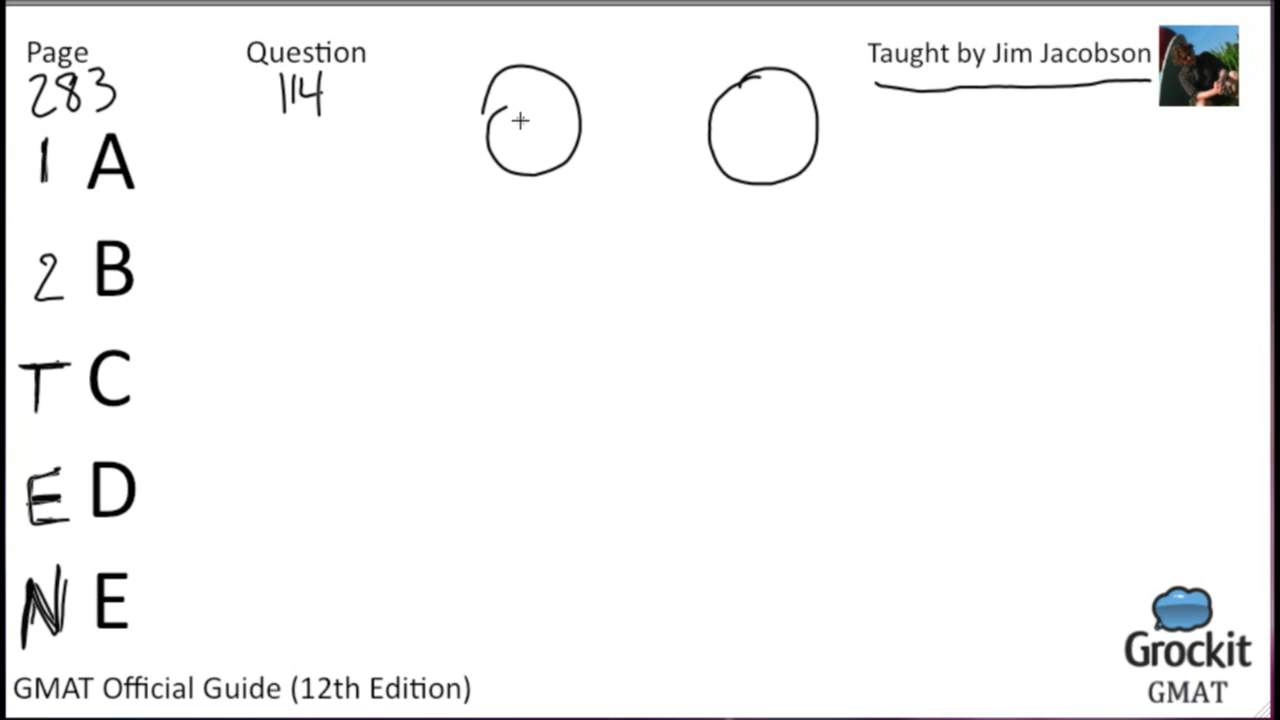 Page Question Taught by Jim Jacobson
283 114
1 A
2 B
T C
E D
N E
Grockit
GMAT
GMAT Official Guide (12th Edition)